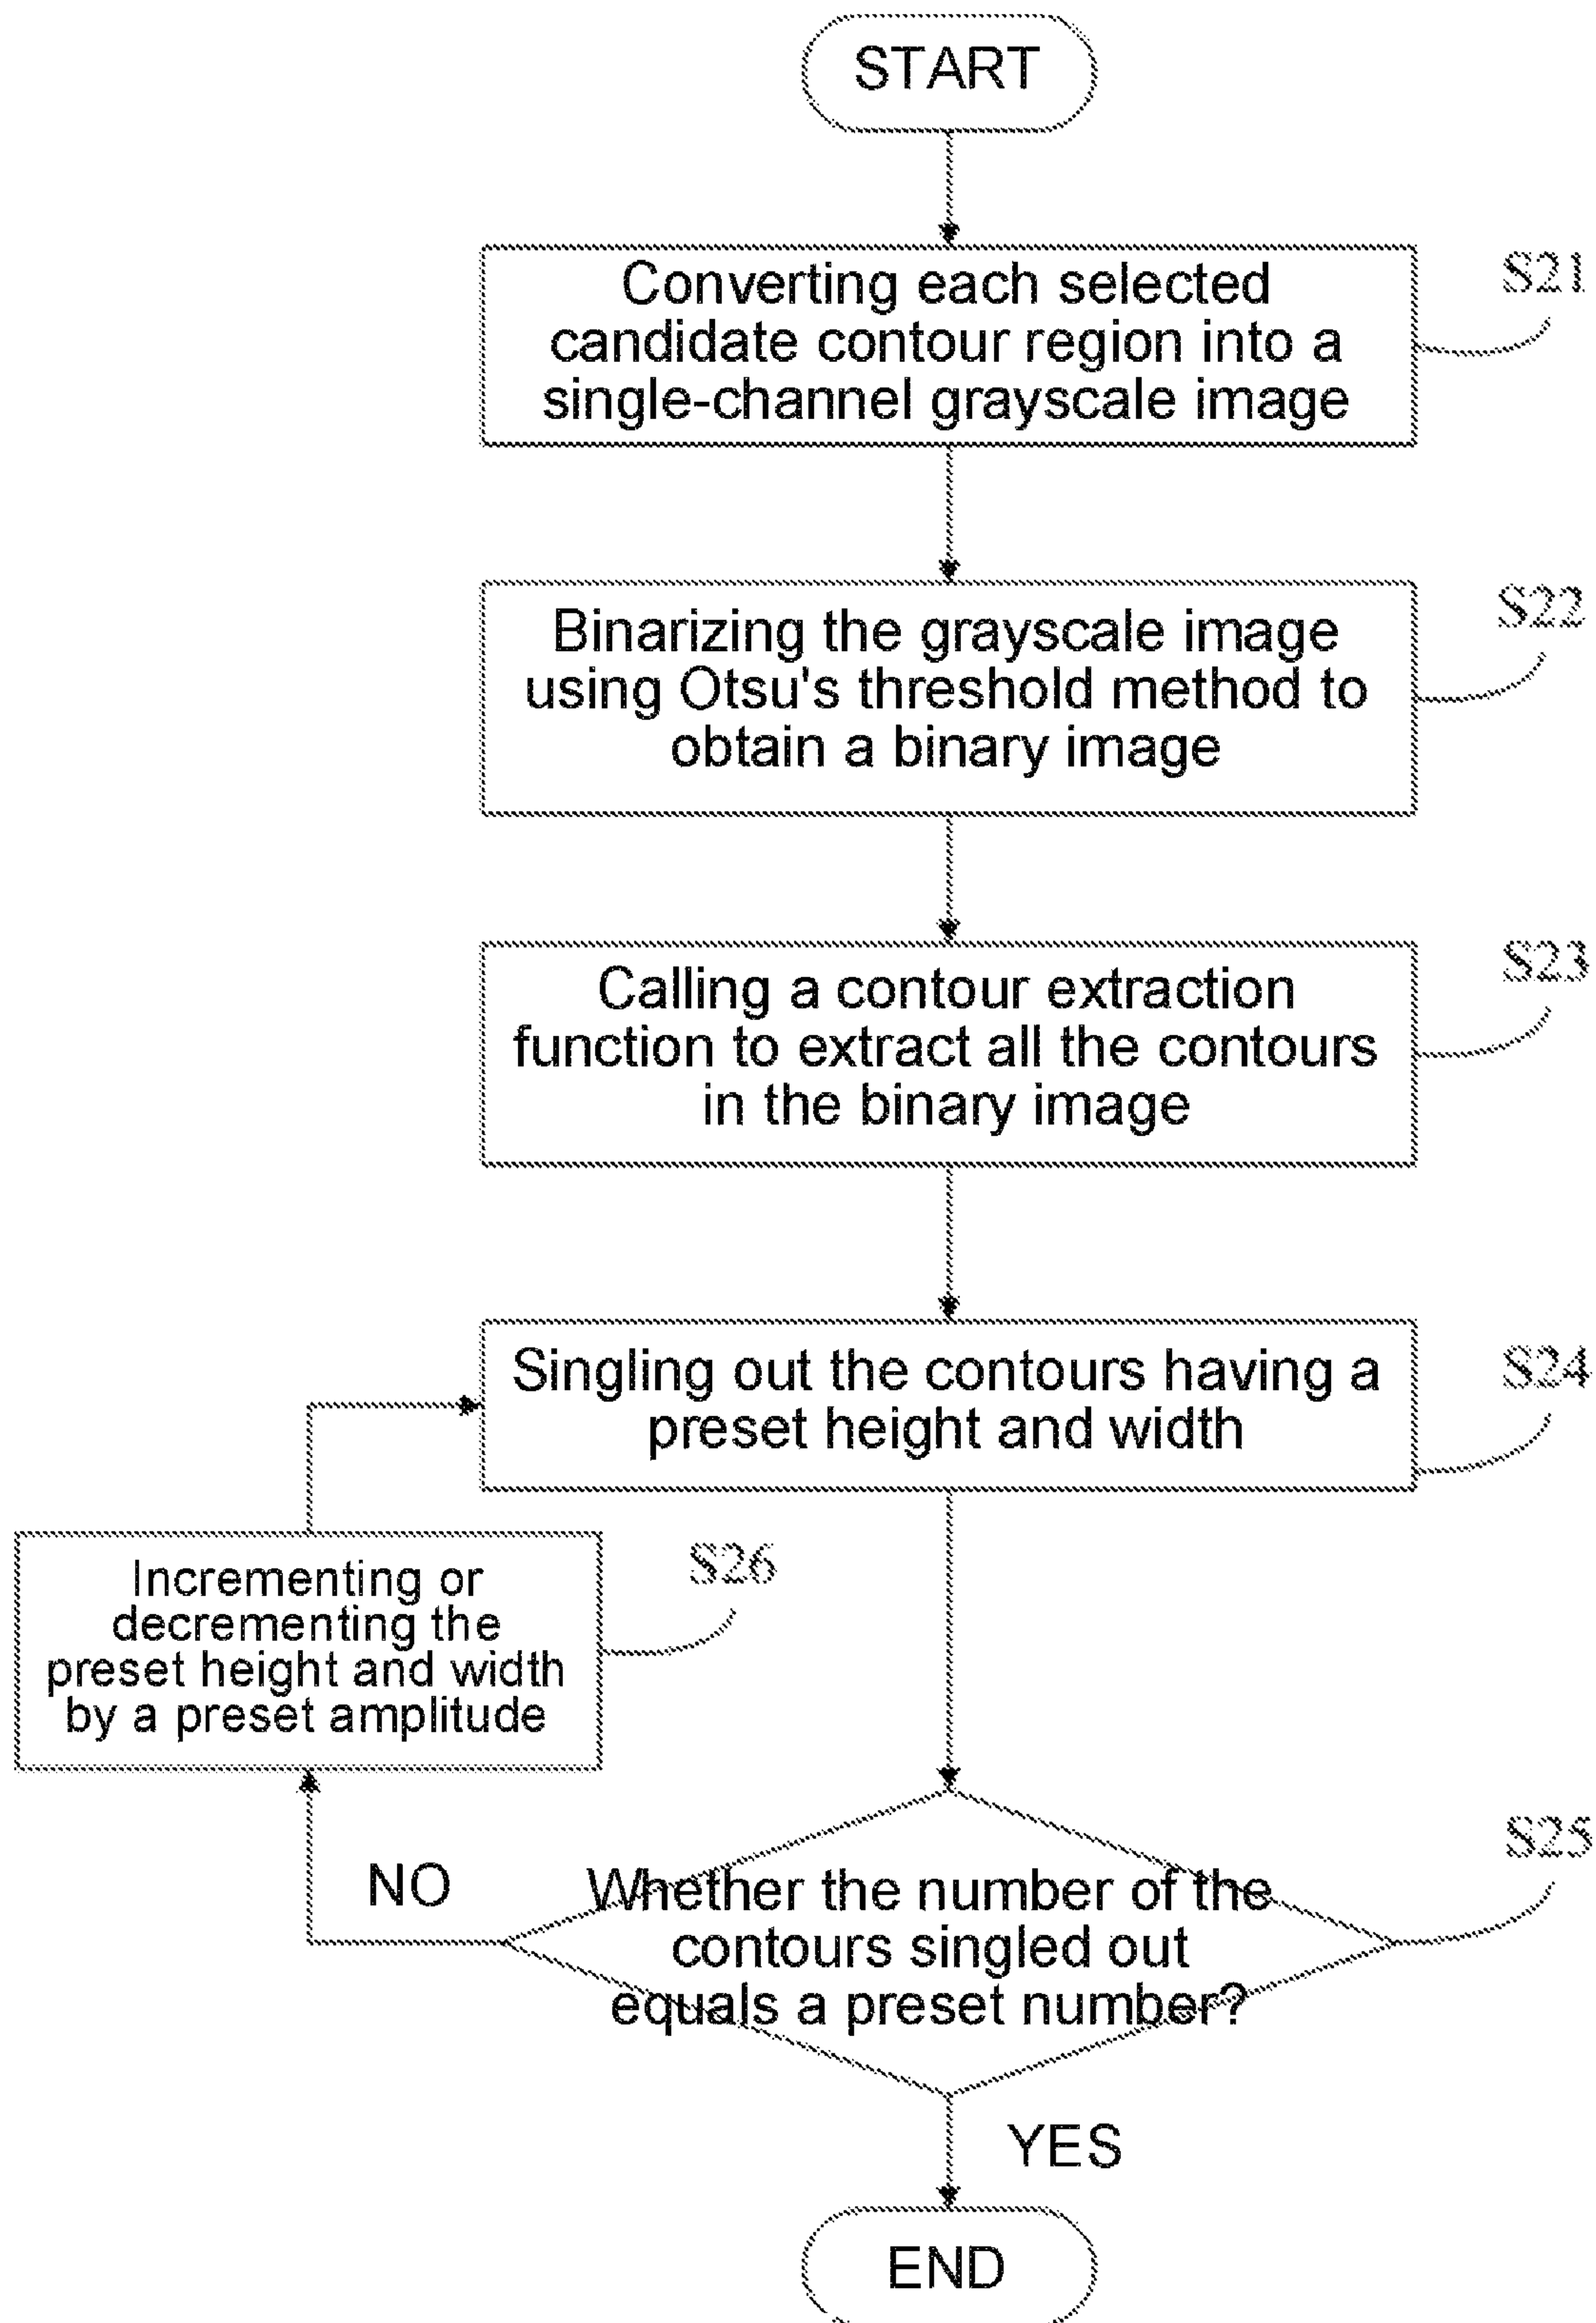 START
Converting each selected
candidate contour region into a
single-channel grayscale image
S21
Binarizing the grayscale image
using Otsu's threshold method to
obtain a binary image
S22
Calling a contour extraction
function to extract all the contours
in the binary image
S23
Singling out the contours having a
preset height and width
S24
Incrementing or
decrementing the
preset height and width
by a preset amplitude
S26
NO
Whether the number of the
contours singled out
equals a preset number?
S25
YES
END